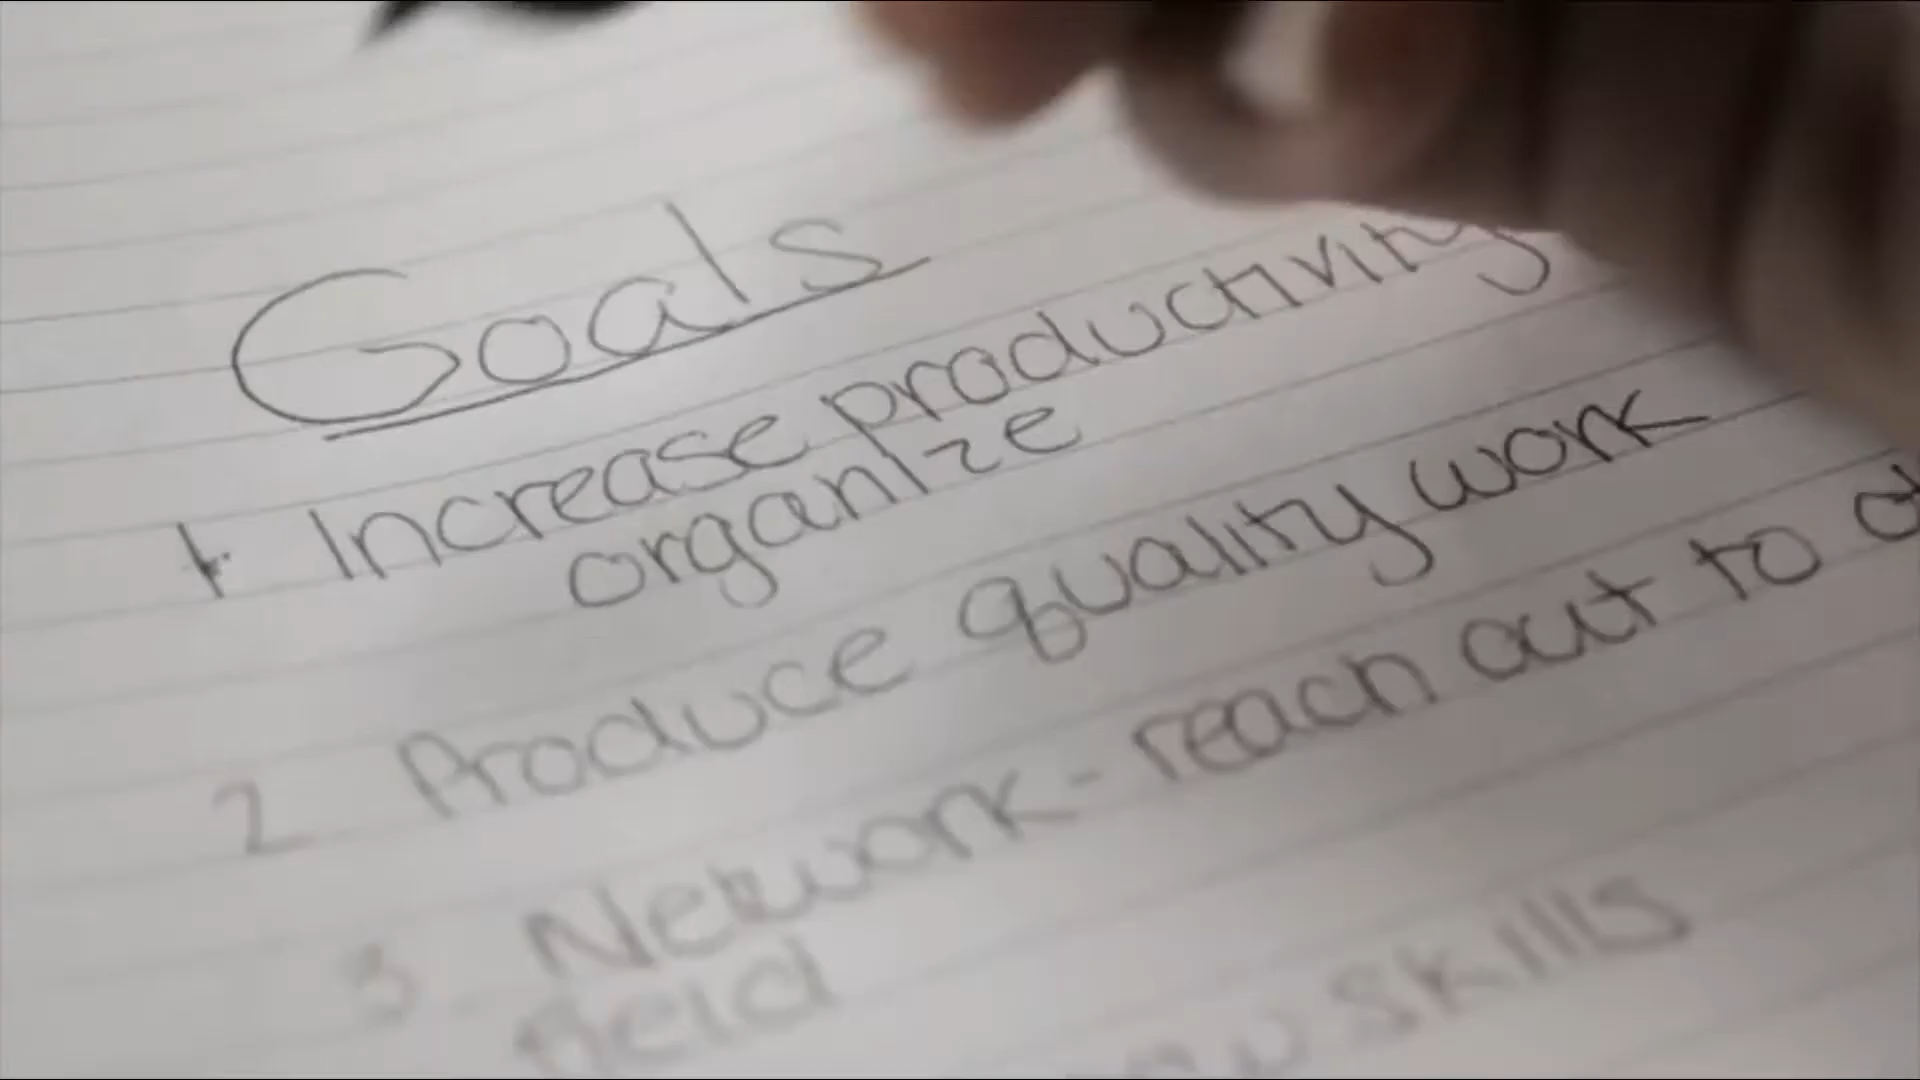 Goals
1. Increase productivity
organize
2 Produce quality work
3. Network - reach out to
field
skills